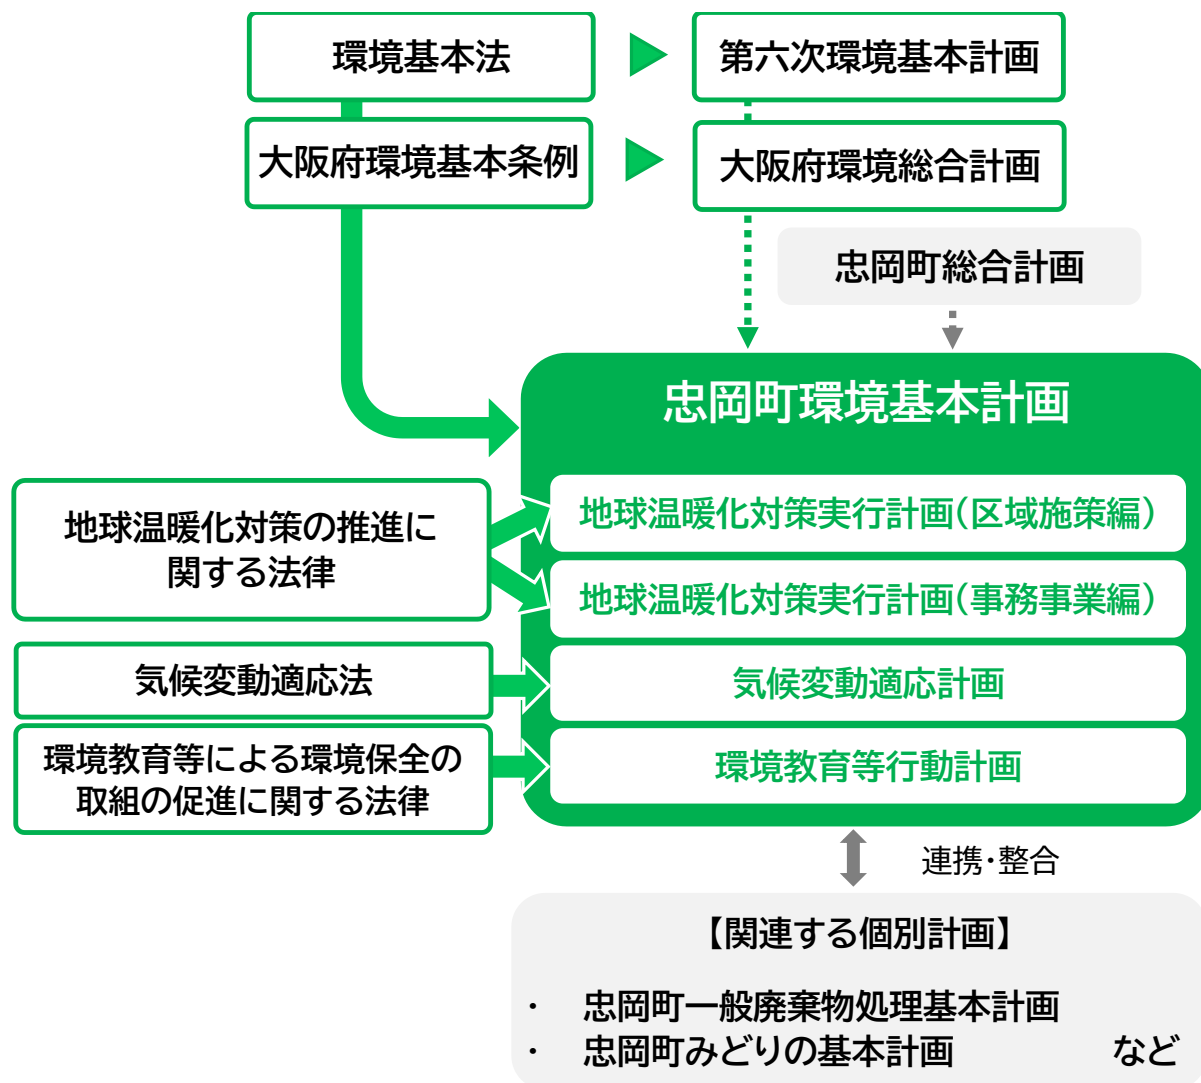 環境基本法
第六次環境基本計画
大阪府環境基本条例
大阪府環境総合計画
忠岡町総合計画
忠岡町環境基本計画
地球温暖化対策の推進に
関する法律
地球温暖化対策実行計画(区域施策編)
地球温暖化対策実行計画(事務事業編)
気候変動適応法
気候変動適応計画
環境教育等による環境保全の
取組の促進に関する法律
環境教育等行動計画
連携・整合
【関連する個別計画】
・ 忠岡町一般廃棄物処理基本計画
・ 忠岡町みどりの基本計画 など